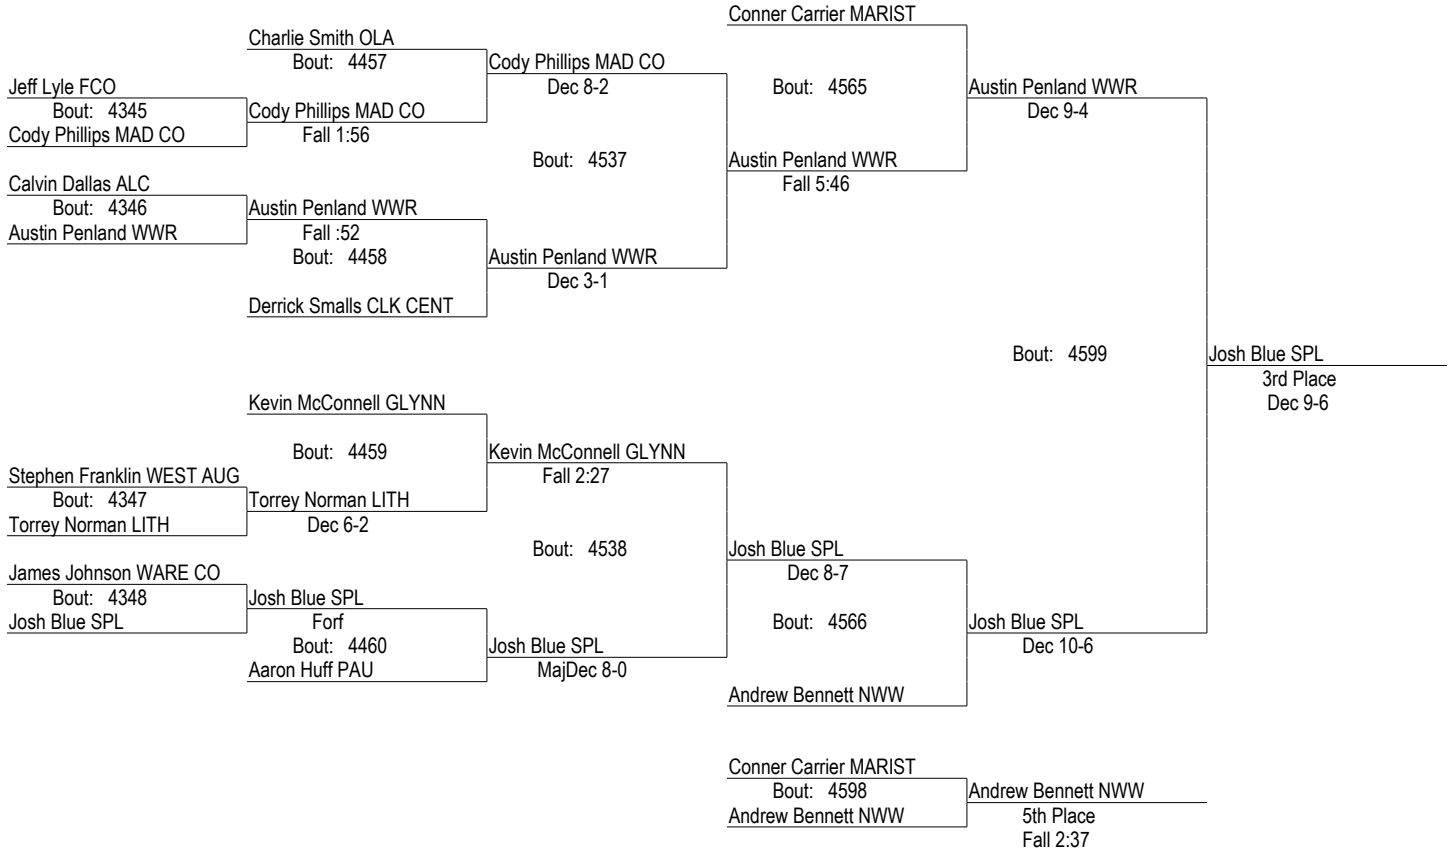 Conner Carrier MARIST
Charlie Smith OLA
Bout: 4457
Cody Phillips MAD CO
Dec 8-2
Jeff Lyle FCO
Bout: 4345
Cody Phillips MAD CO
Cody Phillips MAD CO
Fall 1:56
Bout: 4565
Austin Penland WWR
Dec 9-4
Bout: 4537
Austin Penland WWR
Fall 5:46
Calvin Dallas ALC
Bout: 4346
Austin Penland WWR
Austin Penland WWR
Fall :52
Bout: 4458
Austin Penland WWR
Dec 3-1
Derrick Smalls CLK CENT
Bout: 4599
Josh Blue SPL
3rd Place
Dec 9-6
Kevin McConnell GLYNN
Bout: 4459
Kevin McConnell GLYNN
Fall 2:27
Stephen Franklin WEST AUG
Bout: 4347
Torrey Norman LITH
Torrey Norman LITH
Dec 6-2
Bout: 4538
Josh Blue SPL
Dec 8-7
James Johnson WARE CO
Bout: 4348
Josh Blue SPL
Josh Blue SPL
Forf
Bout: 4460
Aaron Huff PAU
Josh Blue SPL
MajDec 8-0
Bout: 4566
Josh Blue SPL
Dec 10-6
Andrew Bennett NWW
Conner Carrier MARIST
Bout: 4598
Andrew Bennett NWW
Andrew Bennett NWW
5th Place
Fall 2:37